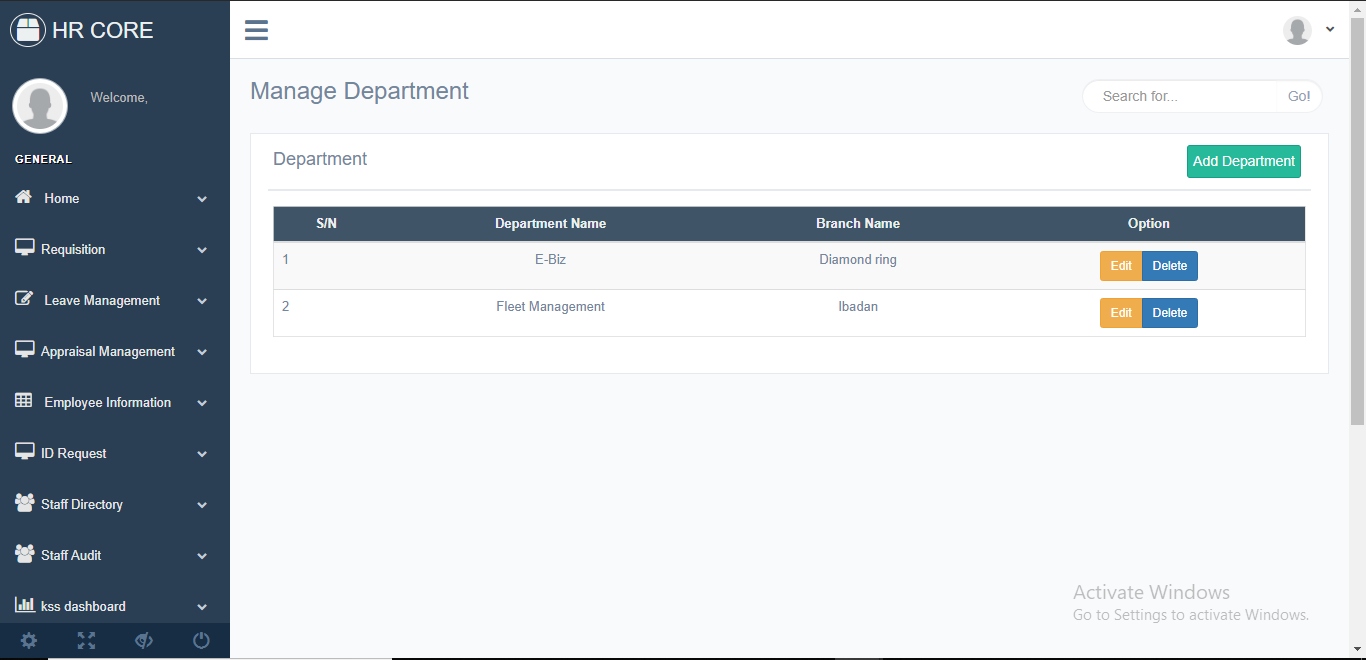 HR CORE
Welcome,
GENERAL
Home
Requisition
Leave Management
Appraisal Management
Employee Information
ID Request
Staff Directory
Staff Audit
kss dashboard
Manage Department
Search for... Go!
Department
Add Department
S/N Department Name Branch Name Option
1 E-Biz Diamond ring Edit Delete
2 Fleet Management Ibadan Edit Delete
Activate Windows
Go to Settings to activate Windows.